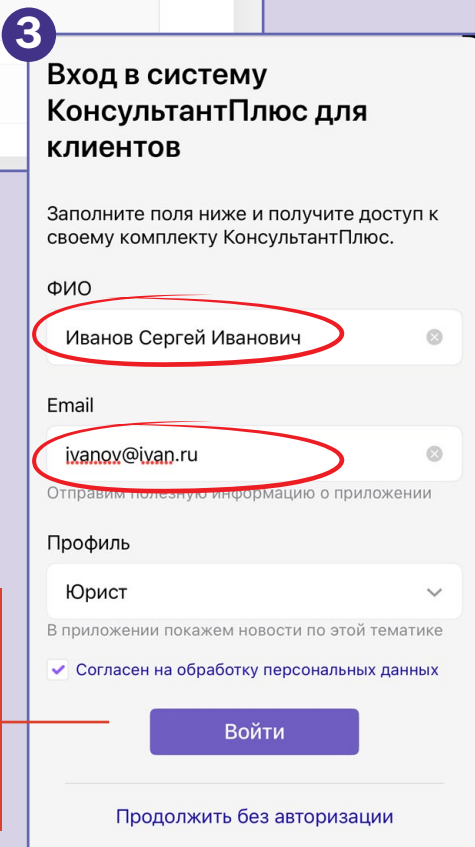 3
Вход в систему
КонсультантПлюс для
клиентов
Заполните поля ниже и получите доступ к
своему комплекту КонсультантПлюс.
ФИО
Иванов Сергей Иванович
Email
ivanov@ivan.ru
Отправим полезную информацию о приложении
Профиль
Юрист
В приложении покажем новости по этой тематике
Согласен на обработку персональных данных
Войти
Продолжить без авторизации